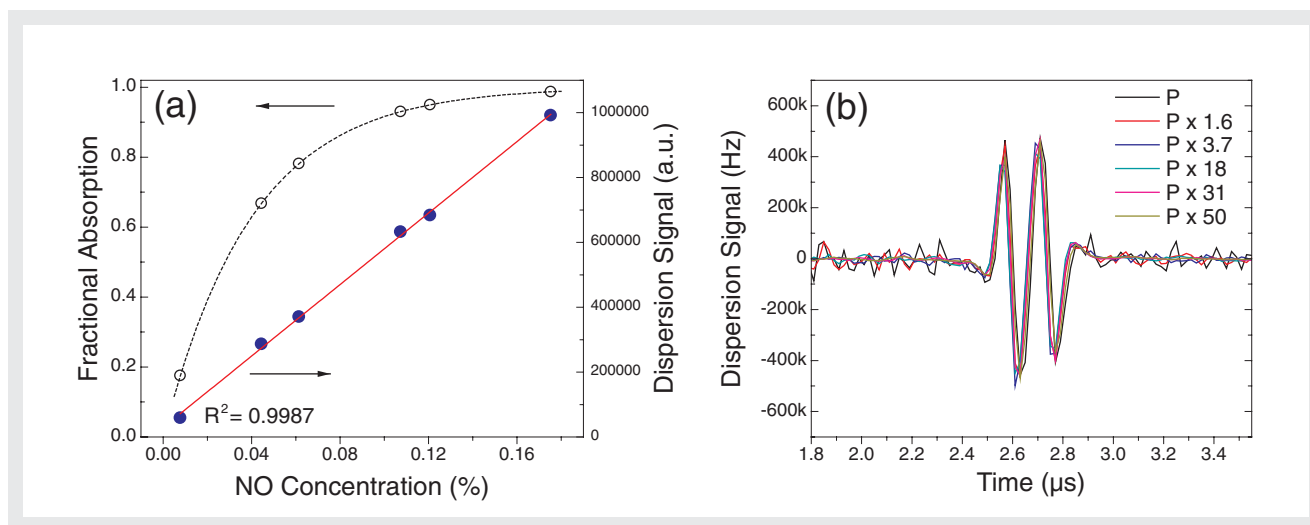 (a)
1.0
0.8
0.6
0.4
0.2
0.0
Fractional Absorption
0.00
0.04
0.08
0.12
0.16
NO Concentration (%)
1000000
800000
600000
400000
200000
0
Dispersion Signal (a.u.)
R² = 0.9987
(b)
600k
400k
200k
0
-200k
-400k
-600k
Dispersion Signal (Hz)
1.8
2.0
2.2
2.4
2.6
2.8
3.0
3.2
3.4
Time (µs)
P
P x 1.6
P x 3.7
P x 18
P x 31
P x 50